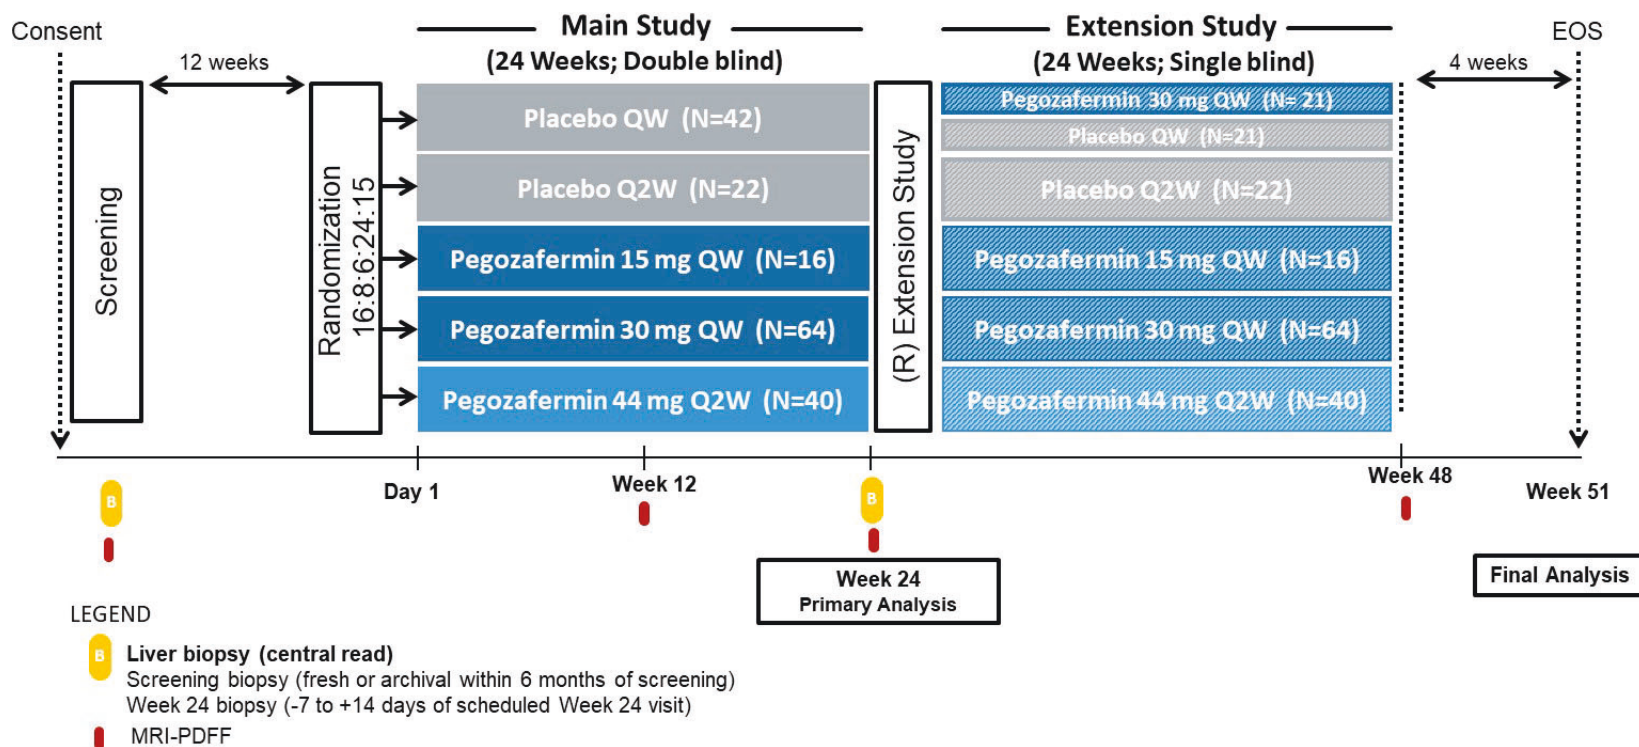 Consent
Main Study
(24 Weeks; Double blind)
Extension Study
(24 Weeks; Single blind)
EOS
12 weeks
4 weeks
Screening
Randomization
16:8:6:24:15
Placebo QW (N=42)
Placebo Q2W (N=22)
Pegozafermin 15 mg QW (N=16)
Pegozafermin 30 mg QW (N=64)
Pegozafermin 44 mg Q2W (N=40)
(R) Extension Study
Pegozafermin 30 mg QW (N= 21)
Placebo QW (N=21)
Placebo Q2W (N=22)
Pegozafermin 15 mg QW (N=16)
Pegozafermin 30 mg QW (N=64)
Pegozafermin 44 mg Q2W (N=40)
Day 1
Week 12
Week 48
Week 51
B
B
Week 24
Primary Analysis
Final Analysis
LEGEND
B
Liver biopsy (central read)
Screening biopsy (fresh or archival within 6 months of screening)
Week 24 biopsy (-7 to +14 days of scheduled Week 24 visit)
MRI-PDFF